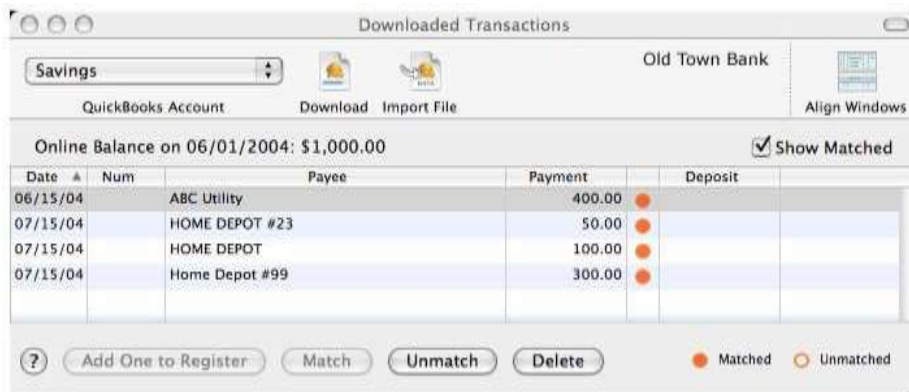 Downloaded Transactions
Savings
Old Town Bank
QuickBooks Account Download Import File Align Windows
Online Balance on 06/01/2004: $1,000.00 Show Matched
Date Num Payee Payment Deposit
06/15/04 ABC Utility 400.00
07/15/04 HOME DEPOT #23 50.00
07/15/04 HOME DEPOT 100.00
07/15/04 Home Depot #99 300.00
? Add One to Register Match Unmatch Delete Matched Unmatched